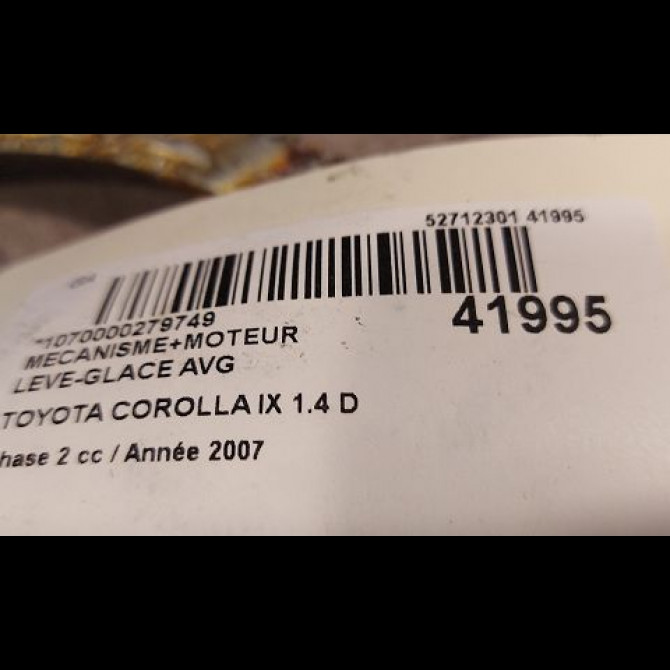 52712301 41995
*1070000279749
41995
MECANISME+MOTEUR
LEVE-GLACE AVG
TOYOTA COROLLA IX 1.4 D
hase 2 cc / Année 2007